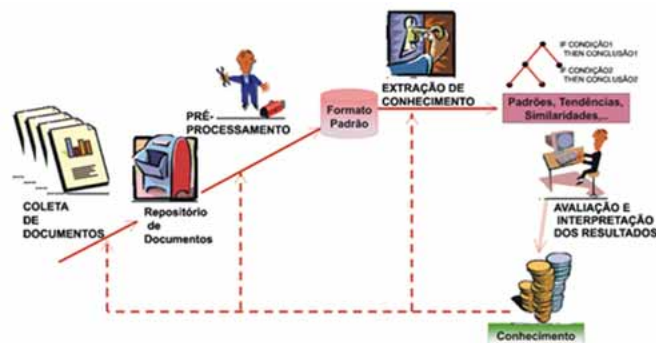 COLETA
DE
DOCUMENTOS
Repositório
de
Documentos
PRÉ-
PROCESSAMENTO
Formato
Padrão
EXTRAÇÃO DE
CONHECIMENTO
IF CONDIÇÃO1
THEN CONCLUSÃO1
IF CONDIÇÃO2
THEN CONCLUSÃO2
Padrões, Tendências,
Similaridades,...
AVALIAÇÃO E
INTERPRETAÇÃO
DOS RESULTADOS
Conhecimento